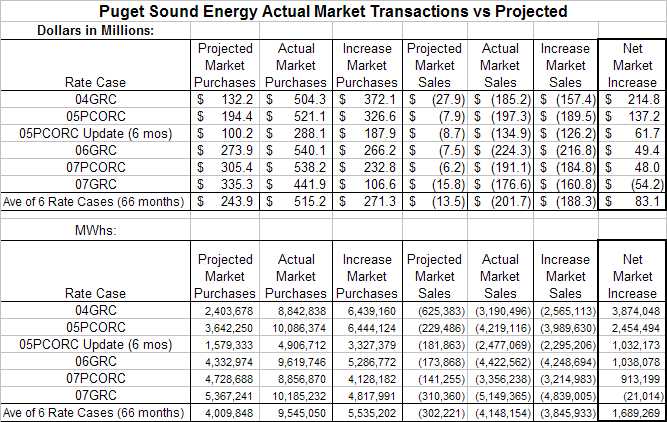 Puget Sound Energy Actual Market Transactions vs Projected
Dollars in Millions:
Projected Actual Increase Projected Actual Increase Net
Market Market Market Market Market Market Market
Rate Case Purchases Purchases Purchases Sales Sales Sales Increase
04GRC $ 132.2 $ 504.3 $ 372.1 $ (27.9) $ (185.2) $ (157.4) $ 214.8
05PCORC $ 194.4 $ 521.1 $ 326.6 $ (7.9) $ (197.3) $ (189.5) $ 137.2
05PCORC Update (6 mos) $ 100.2 $ 288.1 $ 187.9 $ (8.7) $ (134.9) $ (126.2) $ 61.7
06GRC $ 273.9 $ 540.1 $ 266.2 $ (7.5) $ (224.3) $ (216.8) $ 49.4
07PCORC $ 305.4 $ 538.2 $ 232.8 $ (6.2) $ (191.1) $ (184.8) $ 48.0
07GRC $ 335.3 $ 441.9 $ 106.6 $ (15.8) $ (176.6) $ (160.8) $ (54.2)
Ave of 6 Rate Cases (66 months) $ 243.9 $ 515.2 $ 271.3 $ (13.5) $ (201.7) $ (188.3) $ 83.1
MWhs:
Projected Actual Increase Projected Actual Increase Net
Market Market Market Market Market Market Market
Rate Case Purchases Purchases Purchases Sales Sales Sales Increase
04GRC 2,403,678 8,842,838 6,439,160 (625,383) (3,190,496) (2,565,113) 3,874,048
05PCORC 3,642,250 10,086,374 6,444,124 (229,486) (4,219,116) (3,989,630) 2,454,494
05PCORC Update (6 mos) 1,579,333 4,906,712 3,327,379 (181,863) (2,477,069) (2,295,206) 1,032,173
06GRC 4,332,974 9,619,746 5,286,772 (173,868) (4,422,562) (4,248,694) 1,038,078
07PCORC 4,728,688 8,856,870 4,128,182 (141,255) (3,356,238) (3,214,983) 913,199
07GRC 5,367,241 10,185,232 4,817,991 (310,360) (5,149,365) (4,839,005) (21,014)
Ave of 6 Rate Cases (66 months) 4,009,848 9,545,050 5,535,202 (302,221) (4,148,154) (3,845,933) 1,689,269